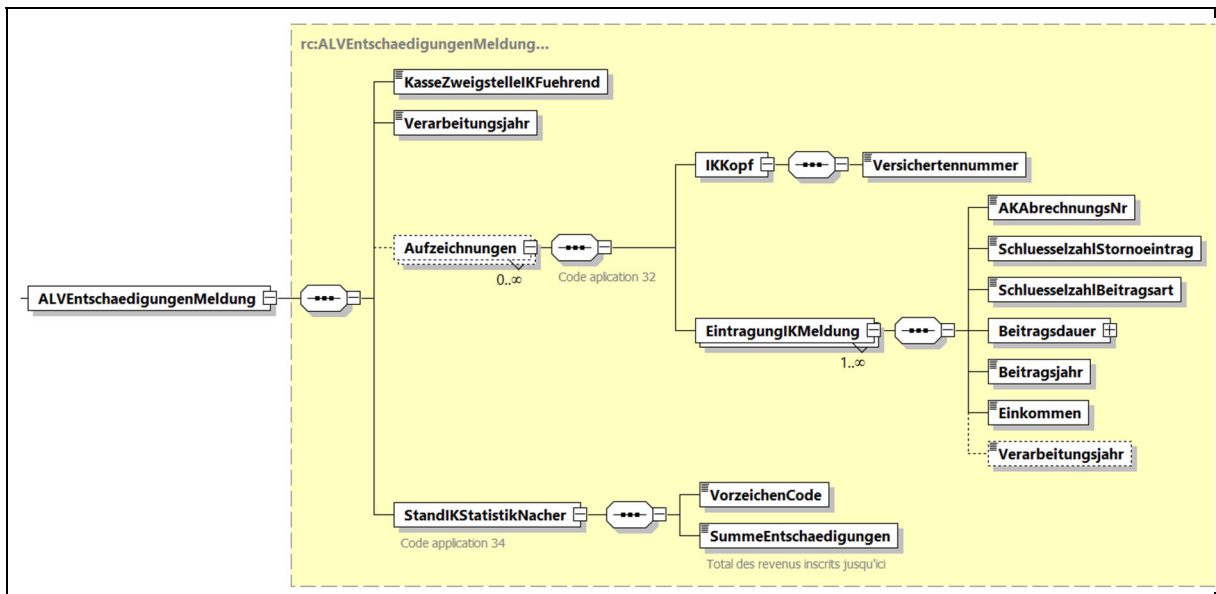 rc:ALVEntschaedigungenMeldung...
KasseZweigstelleIKFuehrend
Verarbeitungsjahr
IKKopf
Versichertennummer
AKAbrechnungsNr
Aufzeichnungen
SchluesselzahlStornoeintrag
0..∞
Code aplication 32
SchluesselzahlBeitragsart
ALVEntschaedigungenMeldung
EintragungIKMeldung
Beitragsdauer
1..∞
Beitragsjahr
Einkommen
Verarbeitungsjahr
VorzeichenCode
StandIKStatistikNacher
Code application 34
SummeEntschaedigungen
Total des revenus inscrits jusqu'ici